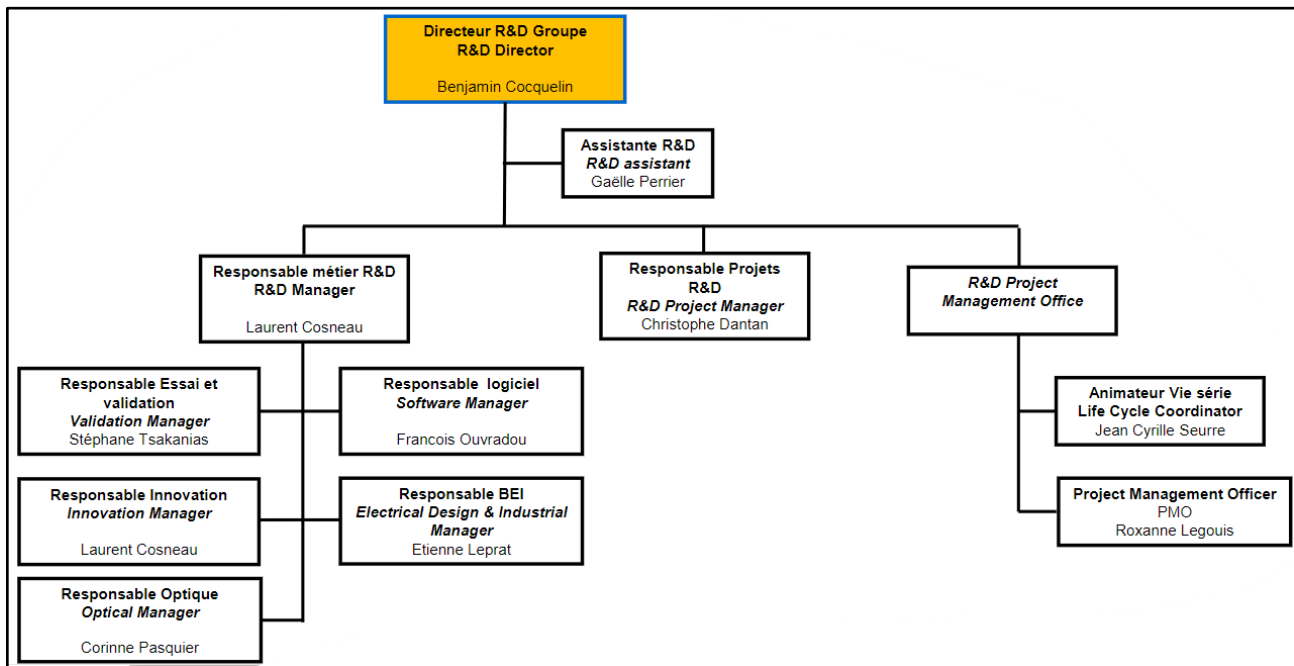 Directeur R&D Groupe
R&D Director
Benjamin Cocquelin
Assistante R&D
R&D assistant
Gaëlle Perrier
Responsable métier R&D
R&D Manager
Laurent Cosneau
Responsable Projets
R&D
R&D Project Manager
Christophe Dantan
R&D Project
Management Office
Responsable Essai et
validation
Validation Manager
Stéphane Tsakanias
Responsable logiciel
Software Manager
Francois Ouvradou
Animateur Vie série
Life Cycle Coordinator
Jean Cyrille Seurre
Responsable Innovation
Innovation Manager
Laurent Cosneau
Responsable BEI
Electrical Design & Industrial
Manager
Etienne Leprat
Project Management Officer
PMO
Roxanne Legouis
Responsable Optique
Optical Manager
Corinne Pasquier